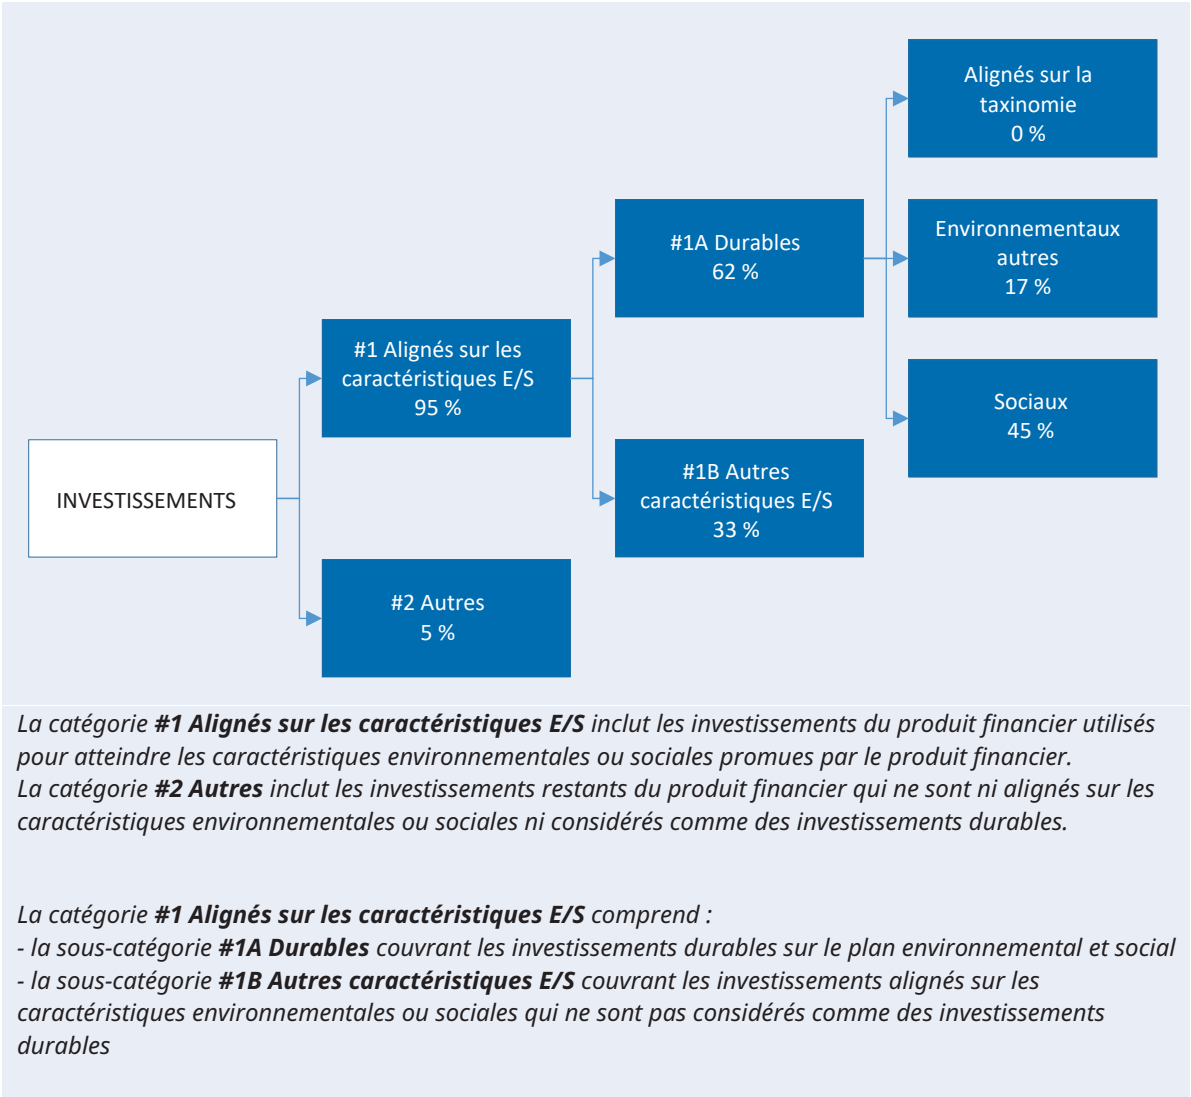 Alignés sur la
taxinomie
0 %
#1A Durables
62 %
Environnementaux
autres
17 %
#1 Alignés sur les
caractéristiques E/S
95 %
Sociaux
45 %
INVESTISSEMENTS
#1B Autres
caractéristiques E/S
33 %
#2 Autres
5 %
La catégorie #1 Alignés sur les caractéristiques E/S inclut les investissements du produit financier utilisés
pour atteindre les caractéristiques environnementales ou sociales promues par le produit financier.
La catégorie #2 Autres inclut les investissements restants du produit financier qui ne sont ni alignés sur les
caractéristiques environnementales ou sociales ni considérés comme des investissements durables.
La catégorie #1 Alignés sur les caractéristiques E/S comprend :
- la sous-catégorie #1A Durables couvrant les investissements durables sur le plan environnemental et social
- la sous-catégorie #1B Autres caractéristiques E/S couvrant les investissements alignés sur les
caractéristiques environnementales ou sociales qui ne sont pas considérés comme des investissements
durables